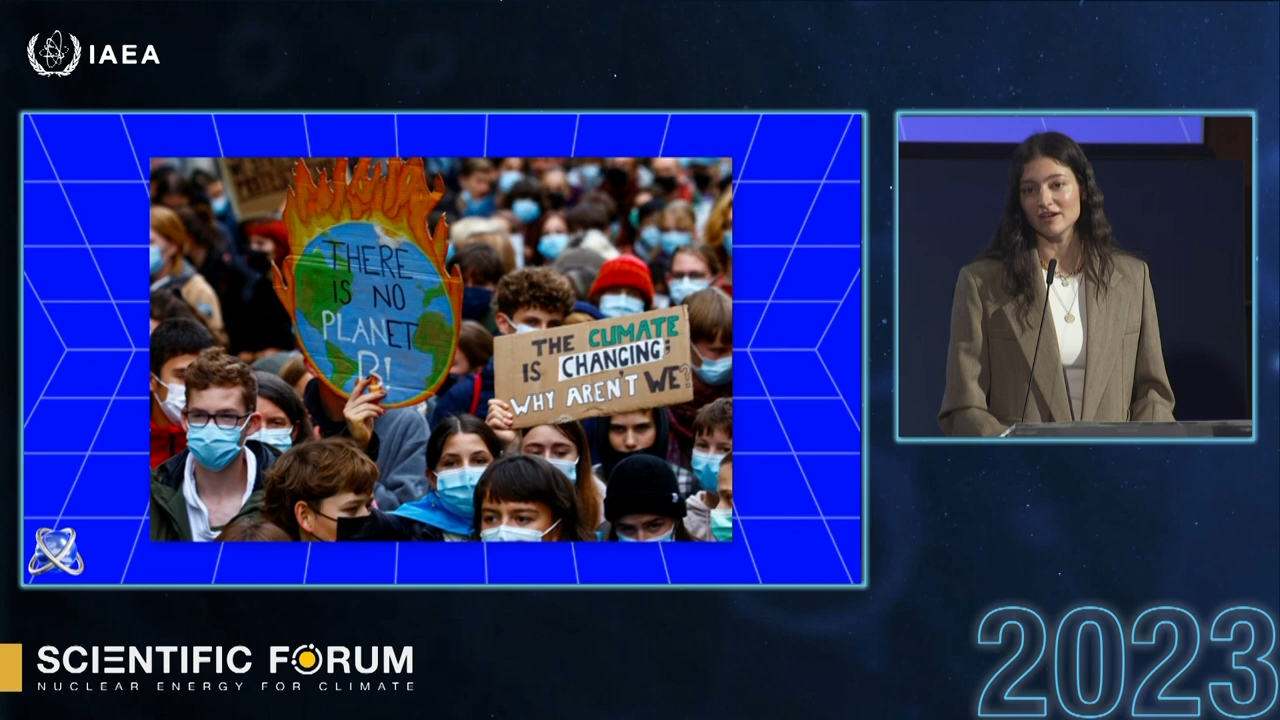 IAEA
THERE
IS NO
PLANET
B!
THE CLIMATE
IS CHANGING;
WHY AREN'T WE?
SCIENTIFIC FORUM
NUCLEAR ENERGY FOR CLIMATE
2023